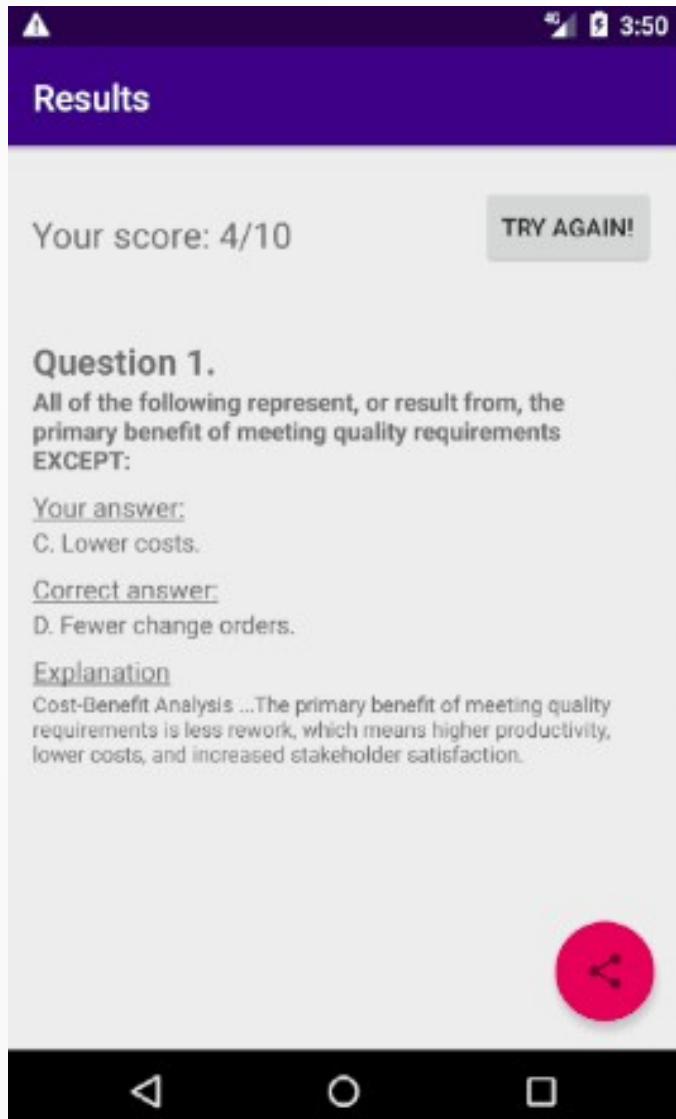 4G 3:50
Results
Your score: 4/10
TRY AGAIN!
Question 1.
All of the following represent, or result from, the
primary benefit of meeting quality requirements
EXCEPT:
Your answer:
C. Lower costs.
Correct answer:
D. Fewer change orders.
Explanation
Cost-Benefit Analysis ...The primary benefit of meeting quality
requirements is less rework, which means higher productivity,
lower costs, and increased stakeholder satisfaction.